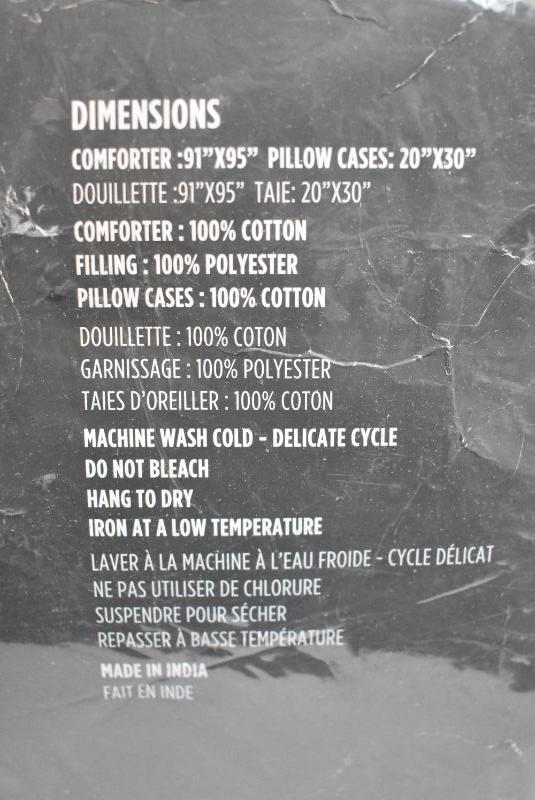 DIMENSIONS
COMFORTER :91”X95” PILLOW CASES: 20”X30”
DOUILLETTE :91”X95” TAIE: 20”X30”
COMFORTER : 100% COTTON
FILLING : 100% POLYESTER
PILLOW CASES : 100% COTTON
DOUILLETTE : 100% COTON
GARNISSAGE : 100% POLYESTER
TAIES D’OREILLER : 100% COTON
MACHINE WASH COLD - DELICATE CYCLE
DO NOT BLEACH
HANG TO DRY
IRON AT A LOW TEMPERATURE
LAVER À LA MACHINE À L’EAU FROIDE - CYCLE DÉLICAT
NE PAS UTILISER DE CHLORURE
SUSPENDRE POUR SÉCHER
REPASSER À BASSE TEMPÉRATURE
MADE IN INDIA
FAIT EN INDE